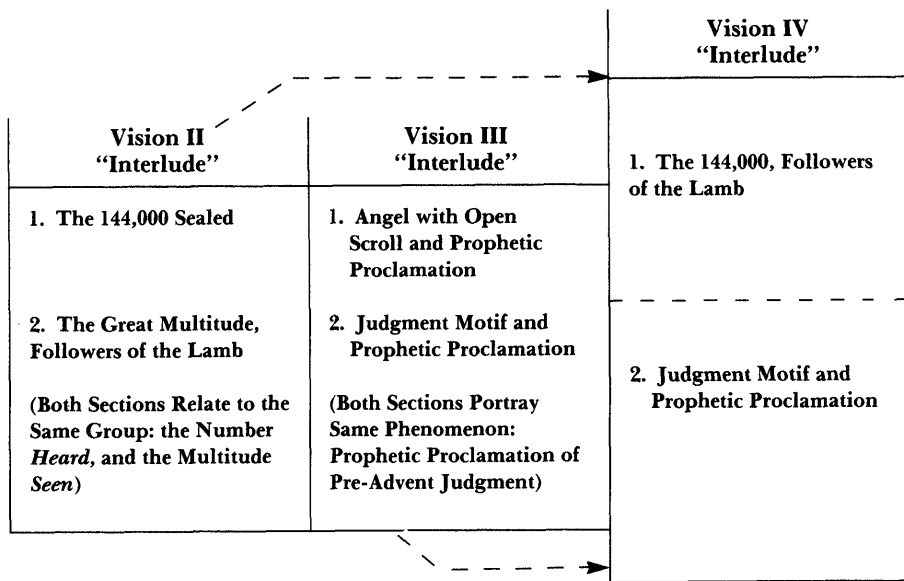 Vision IV
“Interlude”
Vision II
“Interlude”
Vision III
“Interlude”
1. The 144,000 Sealed
2. The Great Multitude,
Followers of the Lamb
(Both Sections Relate to the
Same Group: the Number
Heard, and the Multitude
Seen)
1. Angel with Open
Scroll and Prophetic
Proclamation
2. Judgment Motif and
Prophetic Proclamation
(Both Sections Portray
Same Phenomenon:
Prophetic Proclamation of
Pre-Advent Judgment)
1. The 144,000, Followers
of the Lamb
2. Judgment Motif and
Prophetic Proclamation